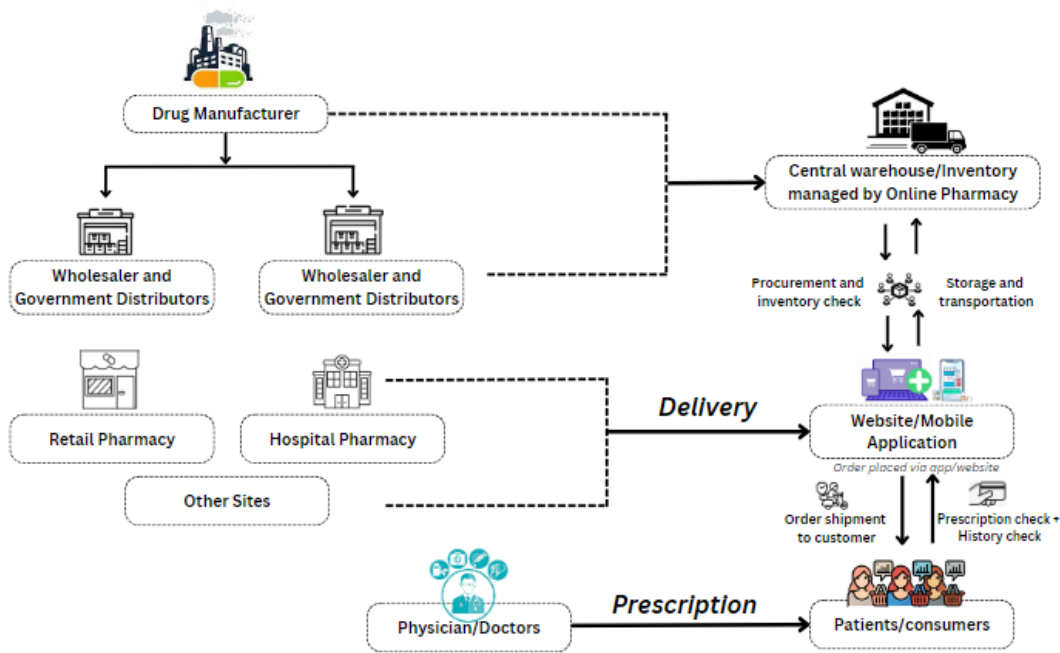 Drug Manufacturer
Central warehouse/Inventory
managed by Online Pharmacy
Wholesaler and
Government Distributors
Wholesaler and
Government Distributors
Procurement and
inventory check
Storage and
transportation
Retail Pharmacy
Hospital Pharmacy
Other Sites
Delivery
Website/Mobile
Application
Order placed via app/website
Order shipment
to customer
Prescription check +
History check
Physician/Doctors
Prescription
Patients/consumers